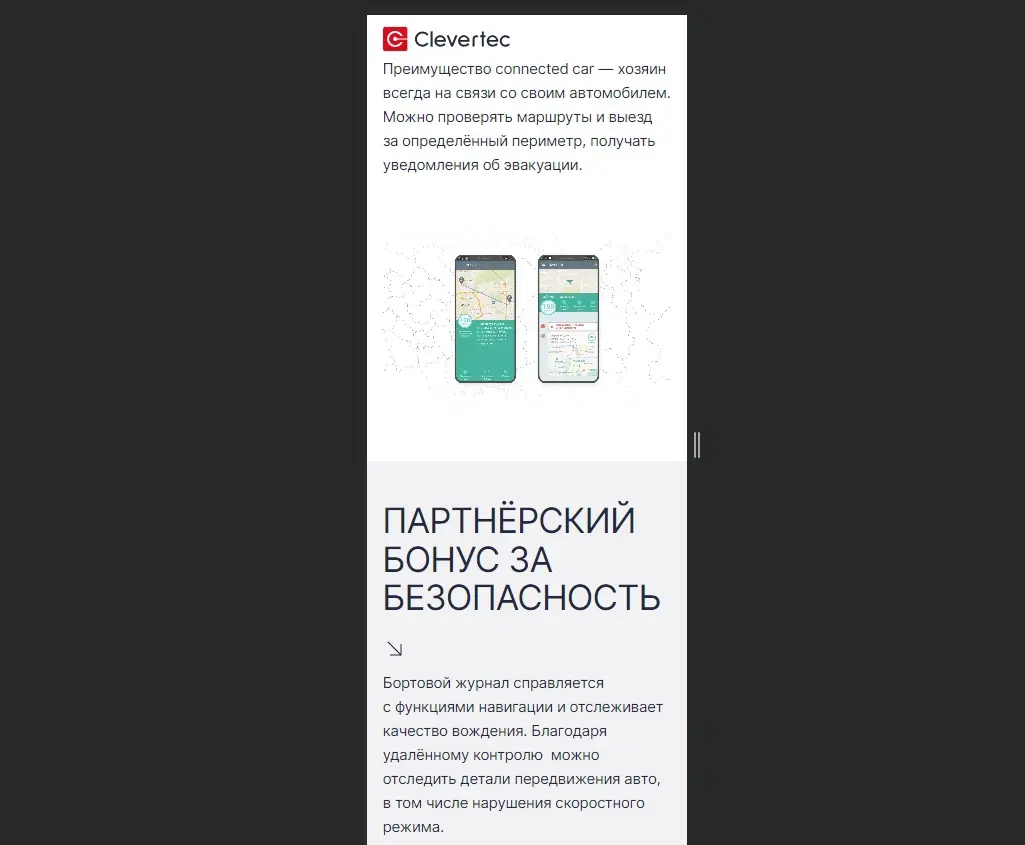 Clevertec
Преимущество connected car — хозяин
всегда на связи со своим автомобилем.
Можно проверять маршруты и выезд
за определённый периметр, получать
уведомления об эвакуации.
ПАРТНЁРСКИЙ
БОНУС ЗА
БЕЗОПАСНОСТЬ
Бортовой журнал справляется
с функциями навигации и отслеживает
качество вождения. Благодаря
удалённому контролю  можно
отследить детали передвижения авто,
в том числе нарушения скоростного
режима.